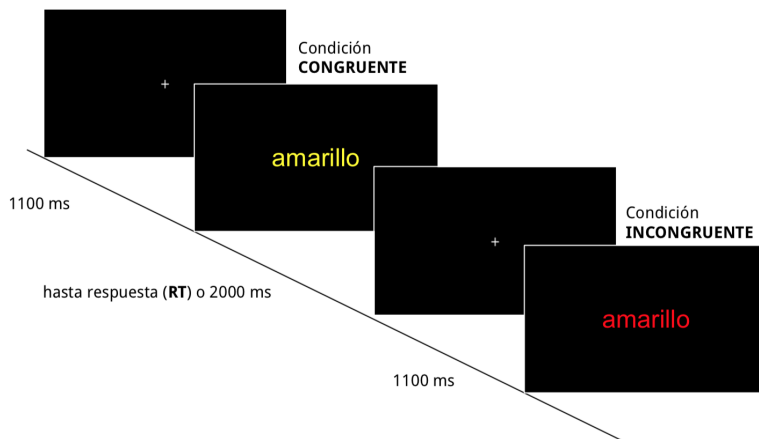 +
Condición
CONGRUENTE
amarillo
1100 ms
+
Condición
INCONGRUENTE
hasta respuesta (RT) o 2000 ms
amarillo
1100 ms